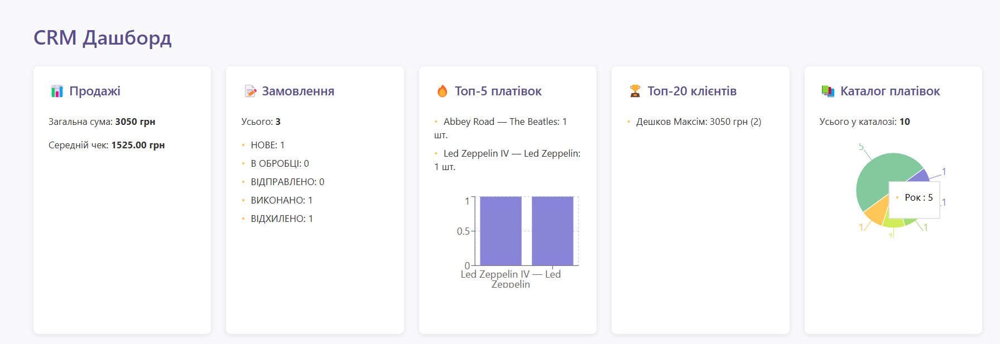 CRM Дашборд
Продажі
Загальна сума: 3050 грн
Середній чек: 1525.00 грн
Замовлення
Усього: 3
НОВЕ: 1
В ОБРОБЦІ: 0
ВІДПРАВЛЕНО: 0
ВИКОНАНО: 1
ВІДХИЛЕНО: 1
Топ-5 платівок
Abbey Road — The Beatles: 1
шт.
Led Zeppelin IV — Led Zeppelin:
1 шт.
1
0.5
0
Led Zeppelin IV — Led
Zeppelin
Топ-20 клієнтів
Дешков Максім: 3050 грн (2)
Каталог платівок
Усього у каталозі: 10
5
1
Рок : 5
1
1
1
1